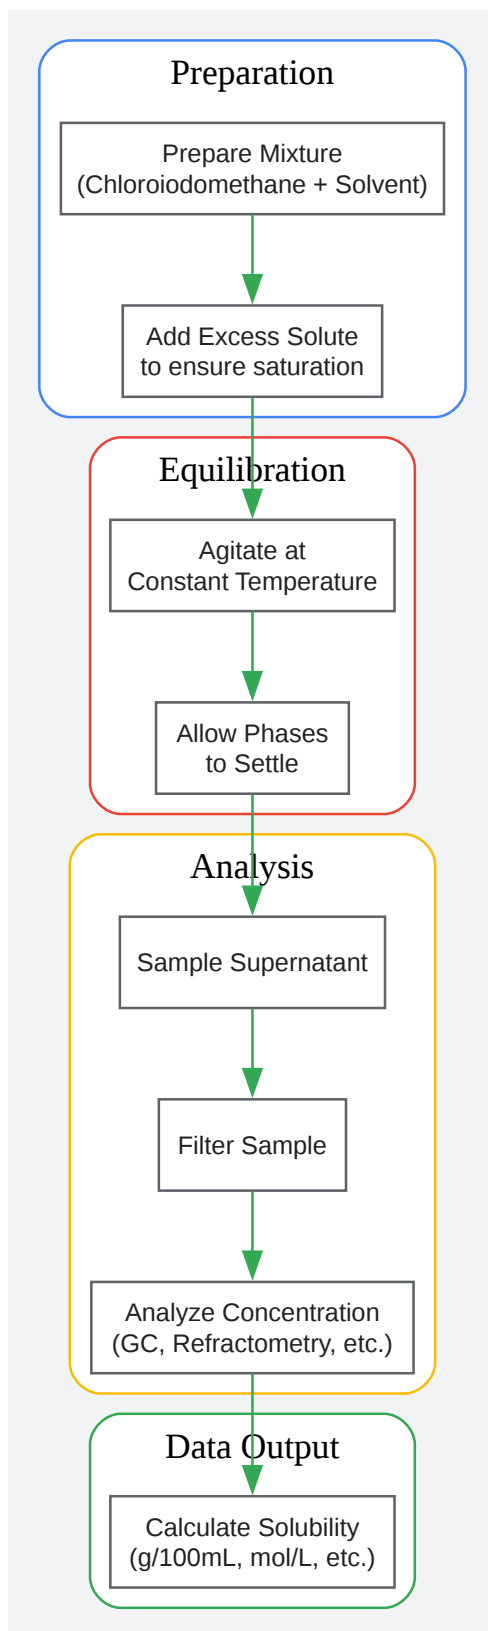 Preparation
Prepare Mixture
(Chloroiodomethane + Solvent)
Add Excess Solute
to ensure saturation
Equilibration
Agitate at
Constant Temperature
Allow Phases
to Settle
Analysis
Sample Supernatant
Filter Sample
Analyze Concentration
(GC, Refractometry, etc.)
Data Output
Calculate Solubility
(g/100mL, mol/L, etc.)